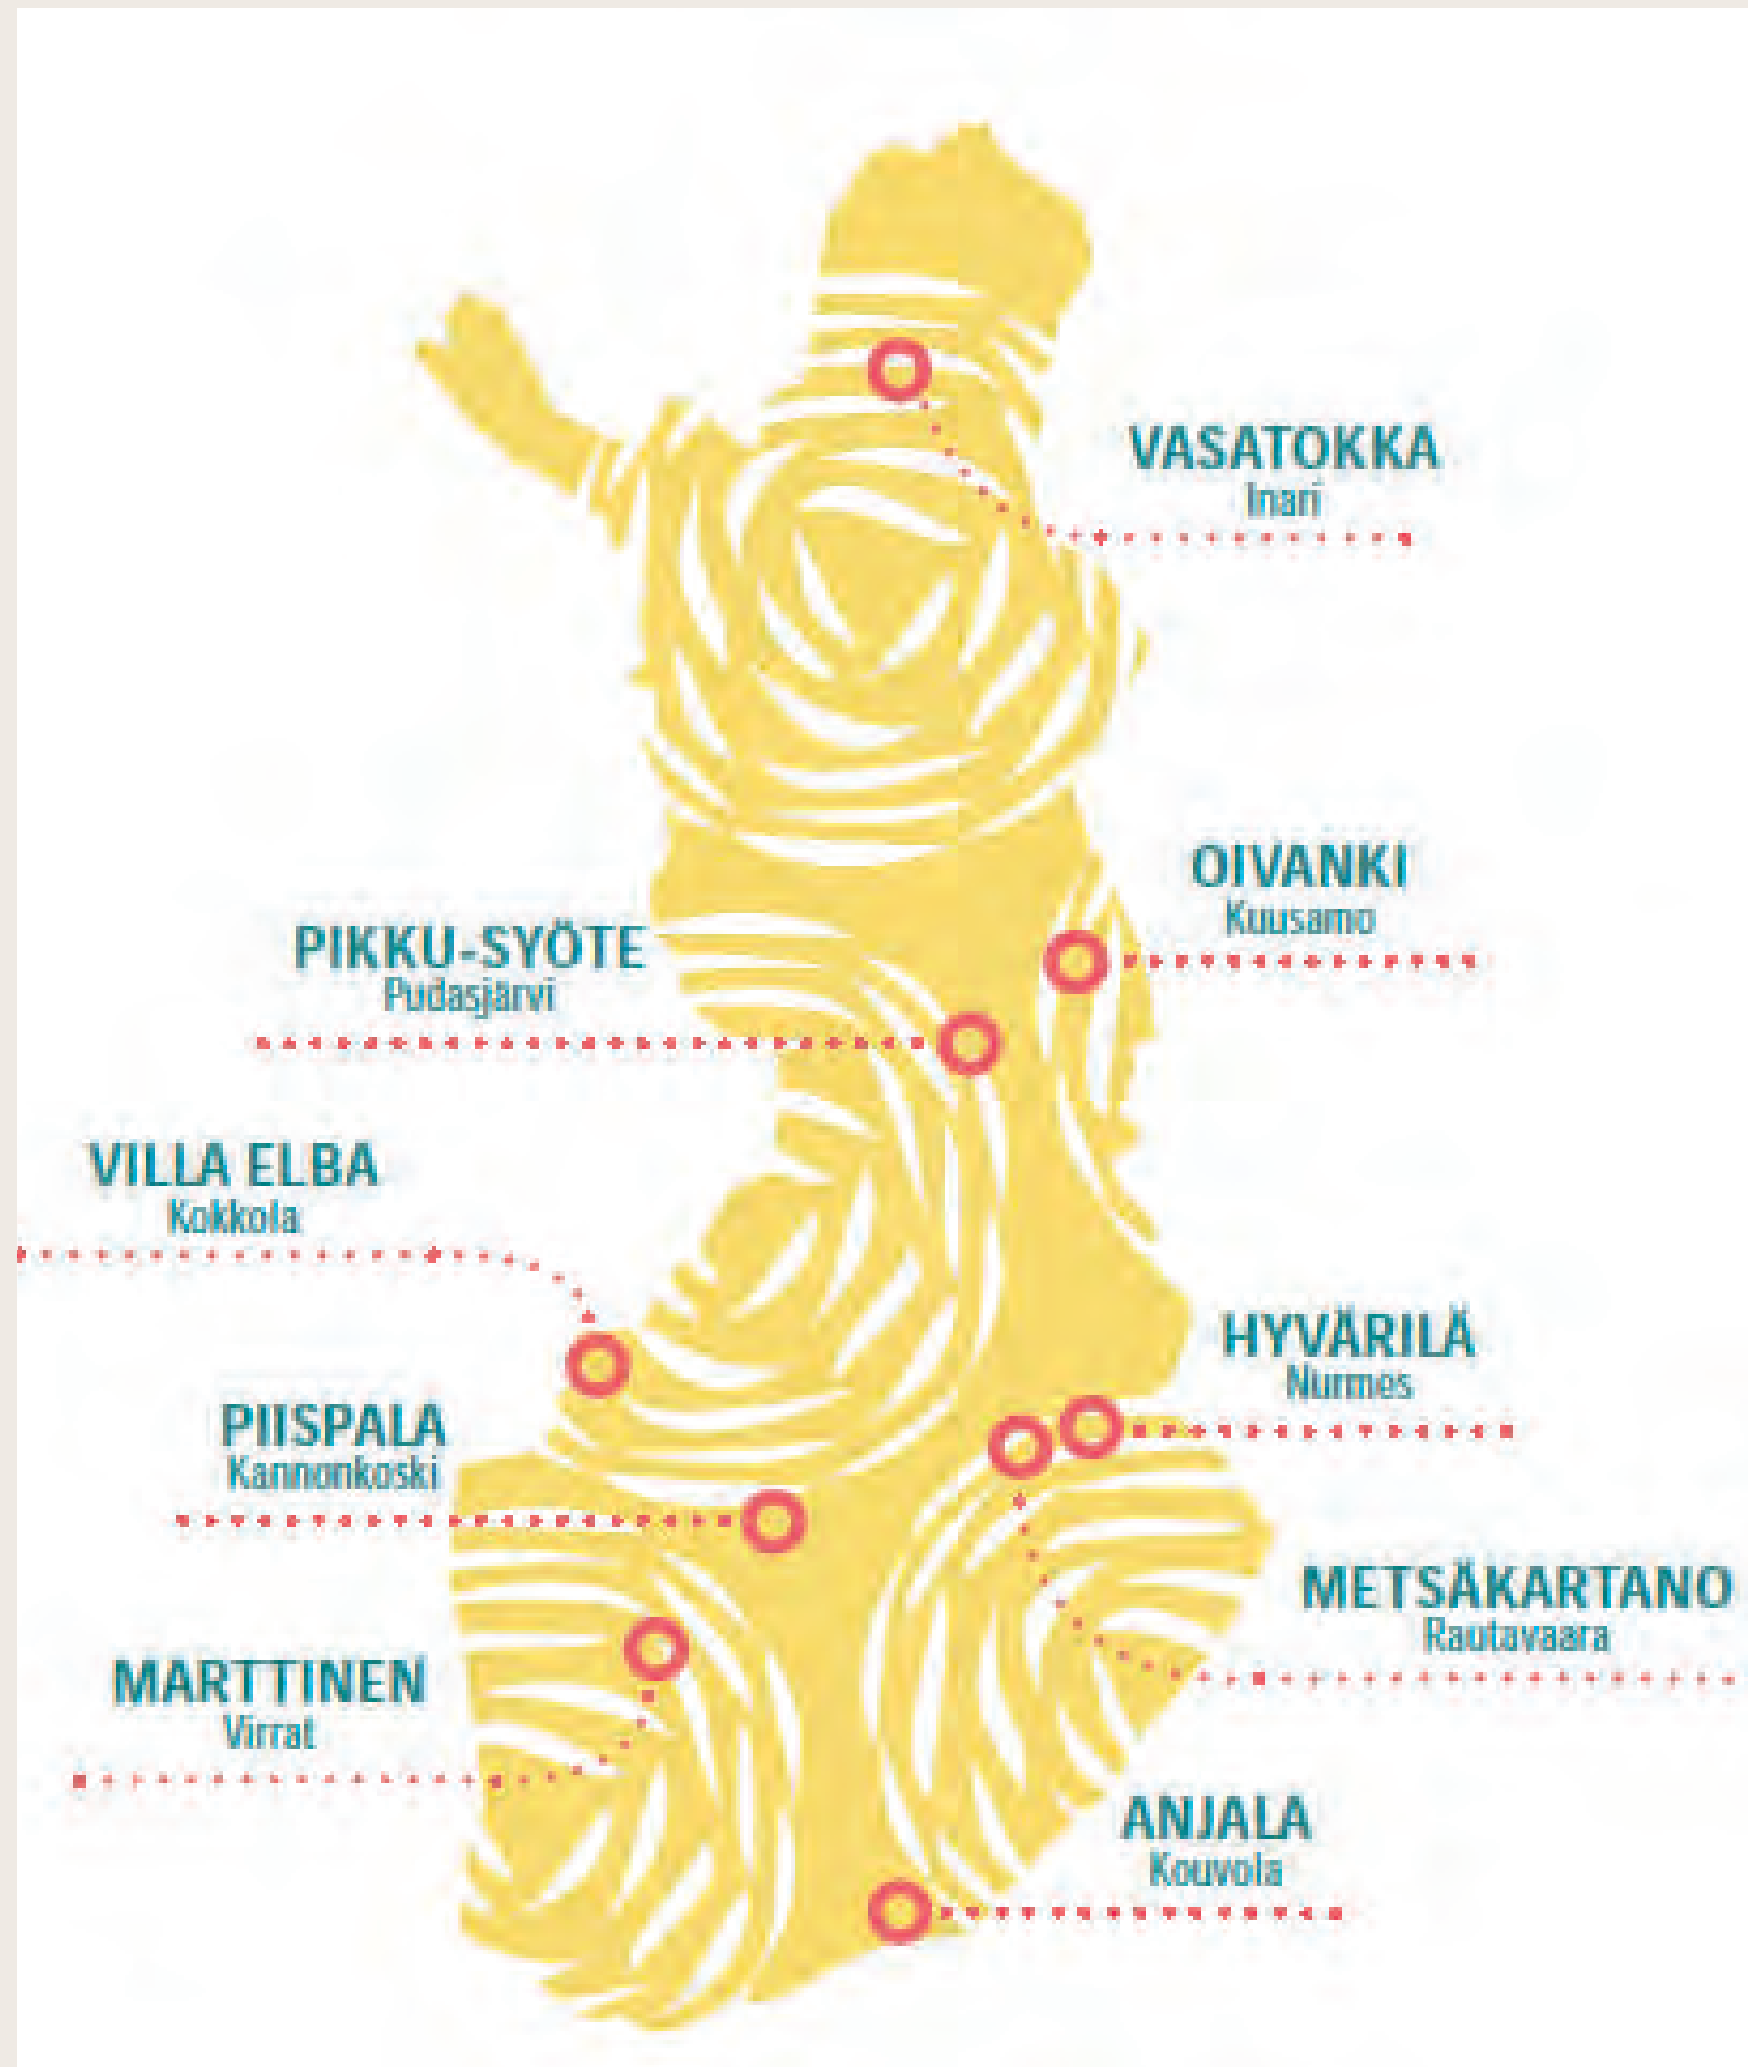 VASATOKKA
Inari
OIVANKI
Kuusamo
PIKKU-SYÖTE
Pudasjärvi
VILLA ELBA
Kokkola
HYVÄRILÄ
Nurmes
PIISPALA
Kannonkoski
METSÄKARTANO
Rautavaara
MARTTINEN
Virrat
ANJALA
Kouvola